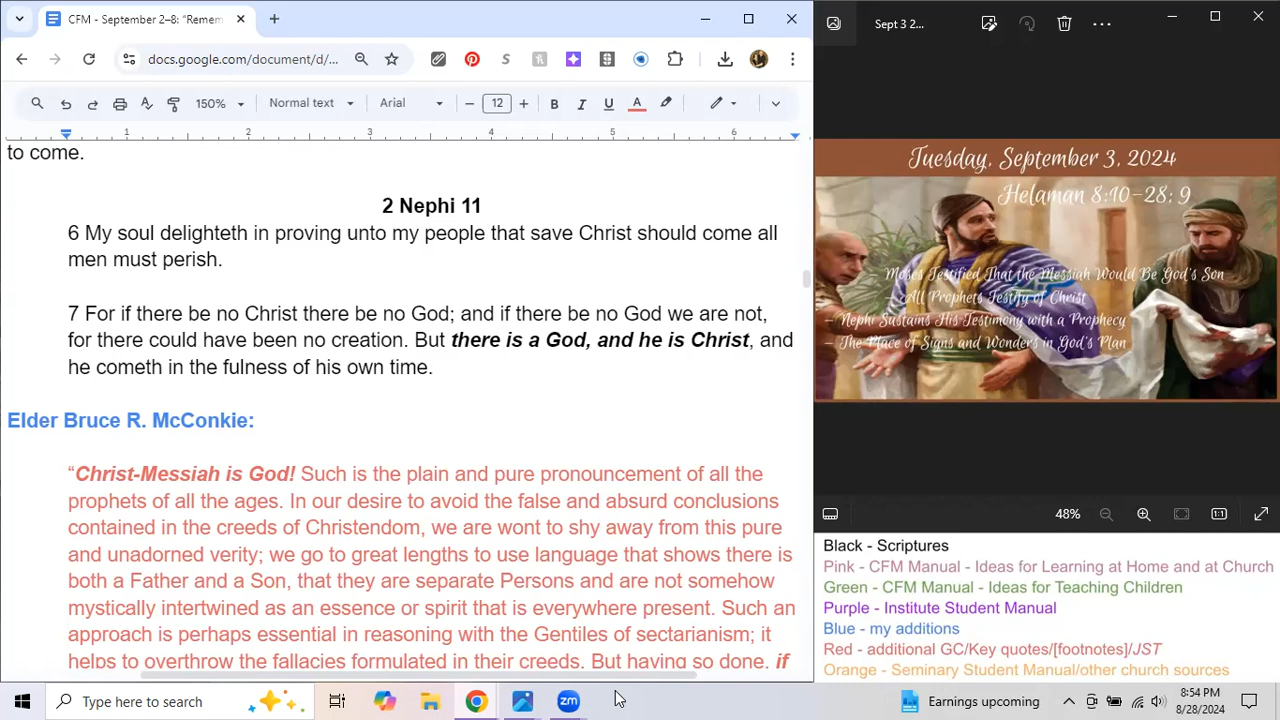 CFM - September 2–8: “Remem
Sept 3 2...
docs.google.com/document/d/...
150%
Normal text
Arial
12
B
I
U
A
1
2
3
4
5
6
to come.
2 Nephi 11
6 My soul delighteth in proving unto my people that save Christ should come all
men must perish.
7 For if there be no Christ there be no God; and if there be no God we are not,
for there could have been no creation. But there is a God, and he is Christ, and
he cometh in the fulness of his own time.
Elder Bruce R. McConkie:
“Christ-Messiah is God! Such is the plain and pure pronouncement of all the
prophets of all the ages. In our desire to avoid the false and absurd conclusions
contained in the creeds of Christendom, we are wont to shy away from this pure
and unadorned verity; we go to great lengths to use language that shows there is
both a Father and a Son, that they are separate Persons and are not somehow
mystically intertwined as an essence or spirit that is everywhere present. Such an
approach is perhaps essential in reasoning with the Gentiles of sectarianism; it
helps to overthrow the fallacies formulated in their creeds. But having so done, if
Tuesday, September 3, 2024
Helaman 8:10-28; 9
– Moses Testified That the Messiah Would Be God's Son
All Prophets Testify of Christ
– Nephi Sustains His Testimony with a Prophecy
– The Place of Signs and Wonders in God's Plan
48%
1:1
Black - Scriptures
Pink - CFM Manual - Ideas for Learning at Home and at Church
Green - CFM Manual - Ideas for Teaching Children
Purple - Institute Student Manual
Blue - my additions
Red - additional GC/Key quotes/[footnotes]/JST
Orange - Seminary Student Manual/other church sources
Type here to search
zm
Earnings upcoming
8:54 PM
8/28/2024